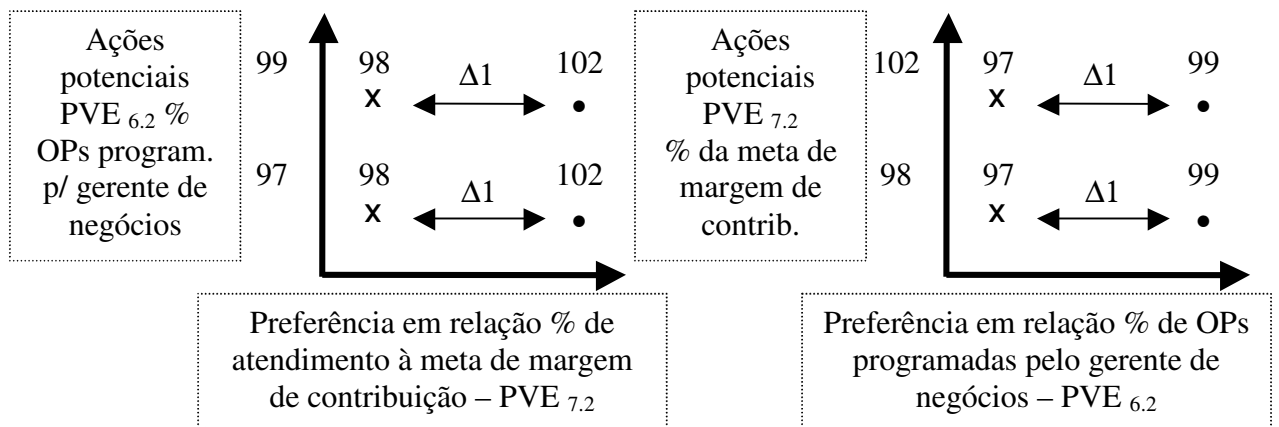 Ações
potenciais
PVE 6.2 %
OPs program.
p/ gerente de
negócios
99 98 Δ1 102
x •
97 98 Δ1 102
x •
Preferência em relação % de
atendimento à meta de margem
de contribuição – PVE 7.2
Ações
potenciais
PVE 7.2
% da meta de
margem de
contrib.
102 97 Δ1 99
x •
98 97 Δ1 99
x •
Preferência em relação % de OPs
programadas pelo gerente de
negócios – PVE 6.2